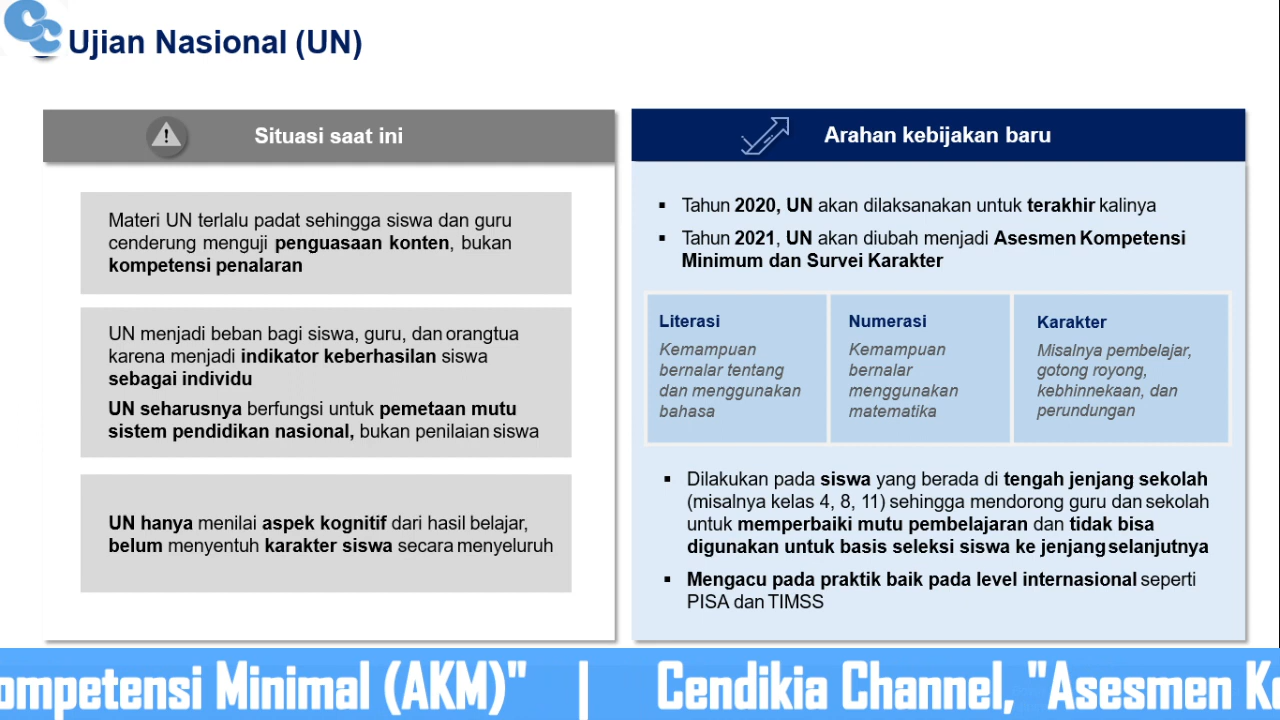 Ujian Nasional (UN)
Situasi saat ini
Materi UN terlalu padat sehingga siswa dan guru
cenderung menguji penguasaan konten, bukan
kompetensi penalaran
UN menjadi beban bagi siswa, guru, dan orangtua
karena menjadi indikator keberhasilan siswa
sebagai individu
UN seharusnya berfungsi untuk pemetaan mutu
sistem pendidikan nasional, bukan penilaian siswa
UN hanya menilai aspek kognitif dari hasil belajar,
belum menyentuh karakter siswa secara menyeluruh
Arahan kebijakan baru
▪ Tahun 2020, UN akan dilaksanakan untuk terakhir kalinya
▪ Tahun 2021, UN akan diubah menjadi Asesmen Kompetensi
Minimum dan Survei Karakter
Literasi
Kemampuan
bernalar tentang
dan menggunakan
bahasa
Numerasi
Kemampuan
bernalar
menggunakan
matematika
Karakter
Misalnya pembelajar,
gotong royong,
kebhinnekaan, dan
perundungan
▪ Dilakukan pada siswa yang berada di tengah jenjang sekolah
(misalnya kelas 4, 8, 11) sehingga mendorong guru dan sekolah
untuk memperbaiki mutu pembelajaran dan tidak bisa
digunakan untuk basis seleksi siswa ke jenjang selanjutnya
▪ Mengacu pada praktik baik pada level internasional seperti
PISA dan TIMSS
ompetensi Minimal (AKM)" | Cendikia Channel, "Asesmen Ko